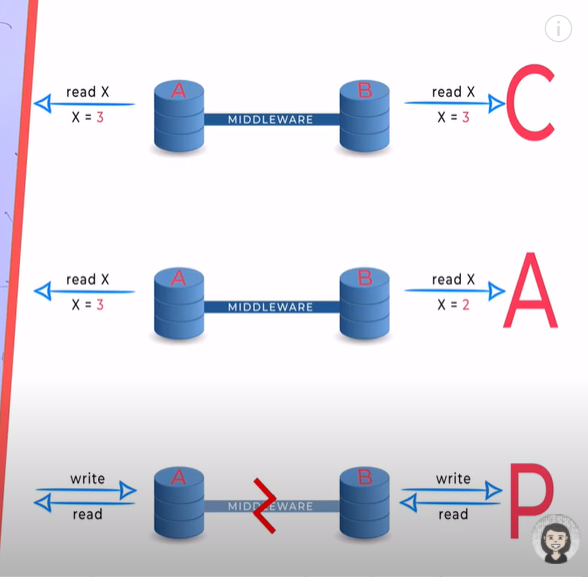 read X
X = 3
A
MIDDLEWARE
B
read X
X = 3
C
read X
X = 3
A
MIDDLEWARE
B
read X
X = 2
A
write
read
A
MIDDLEWARE
B
write
read
P
i